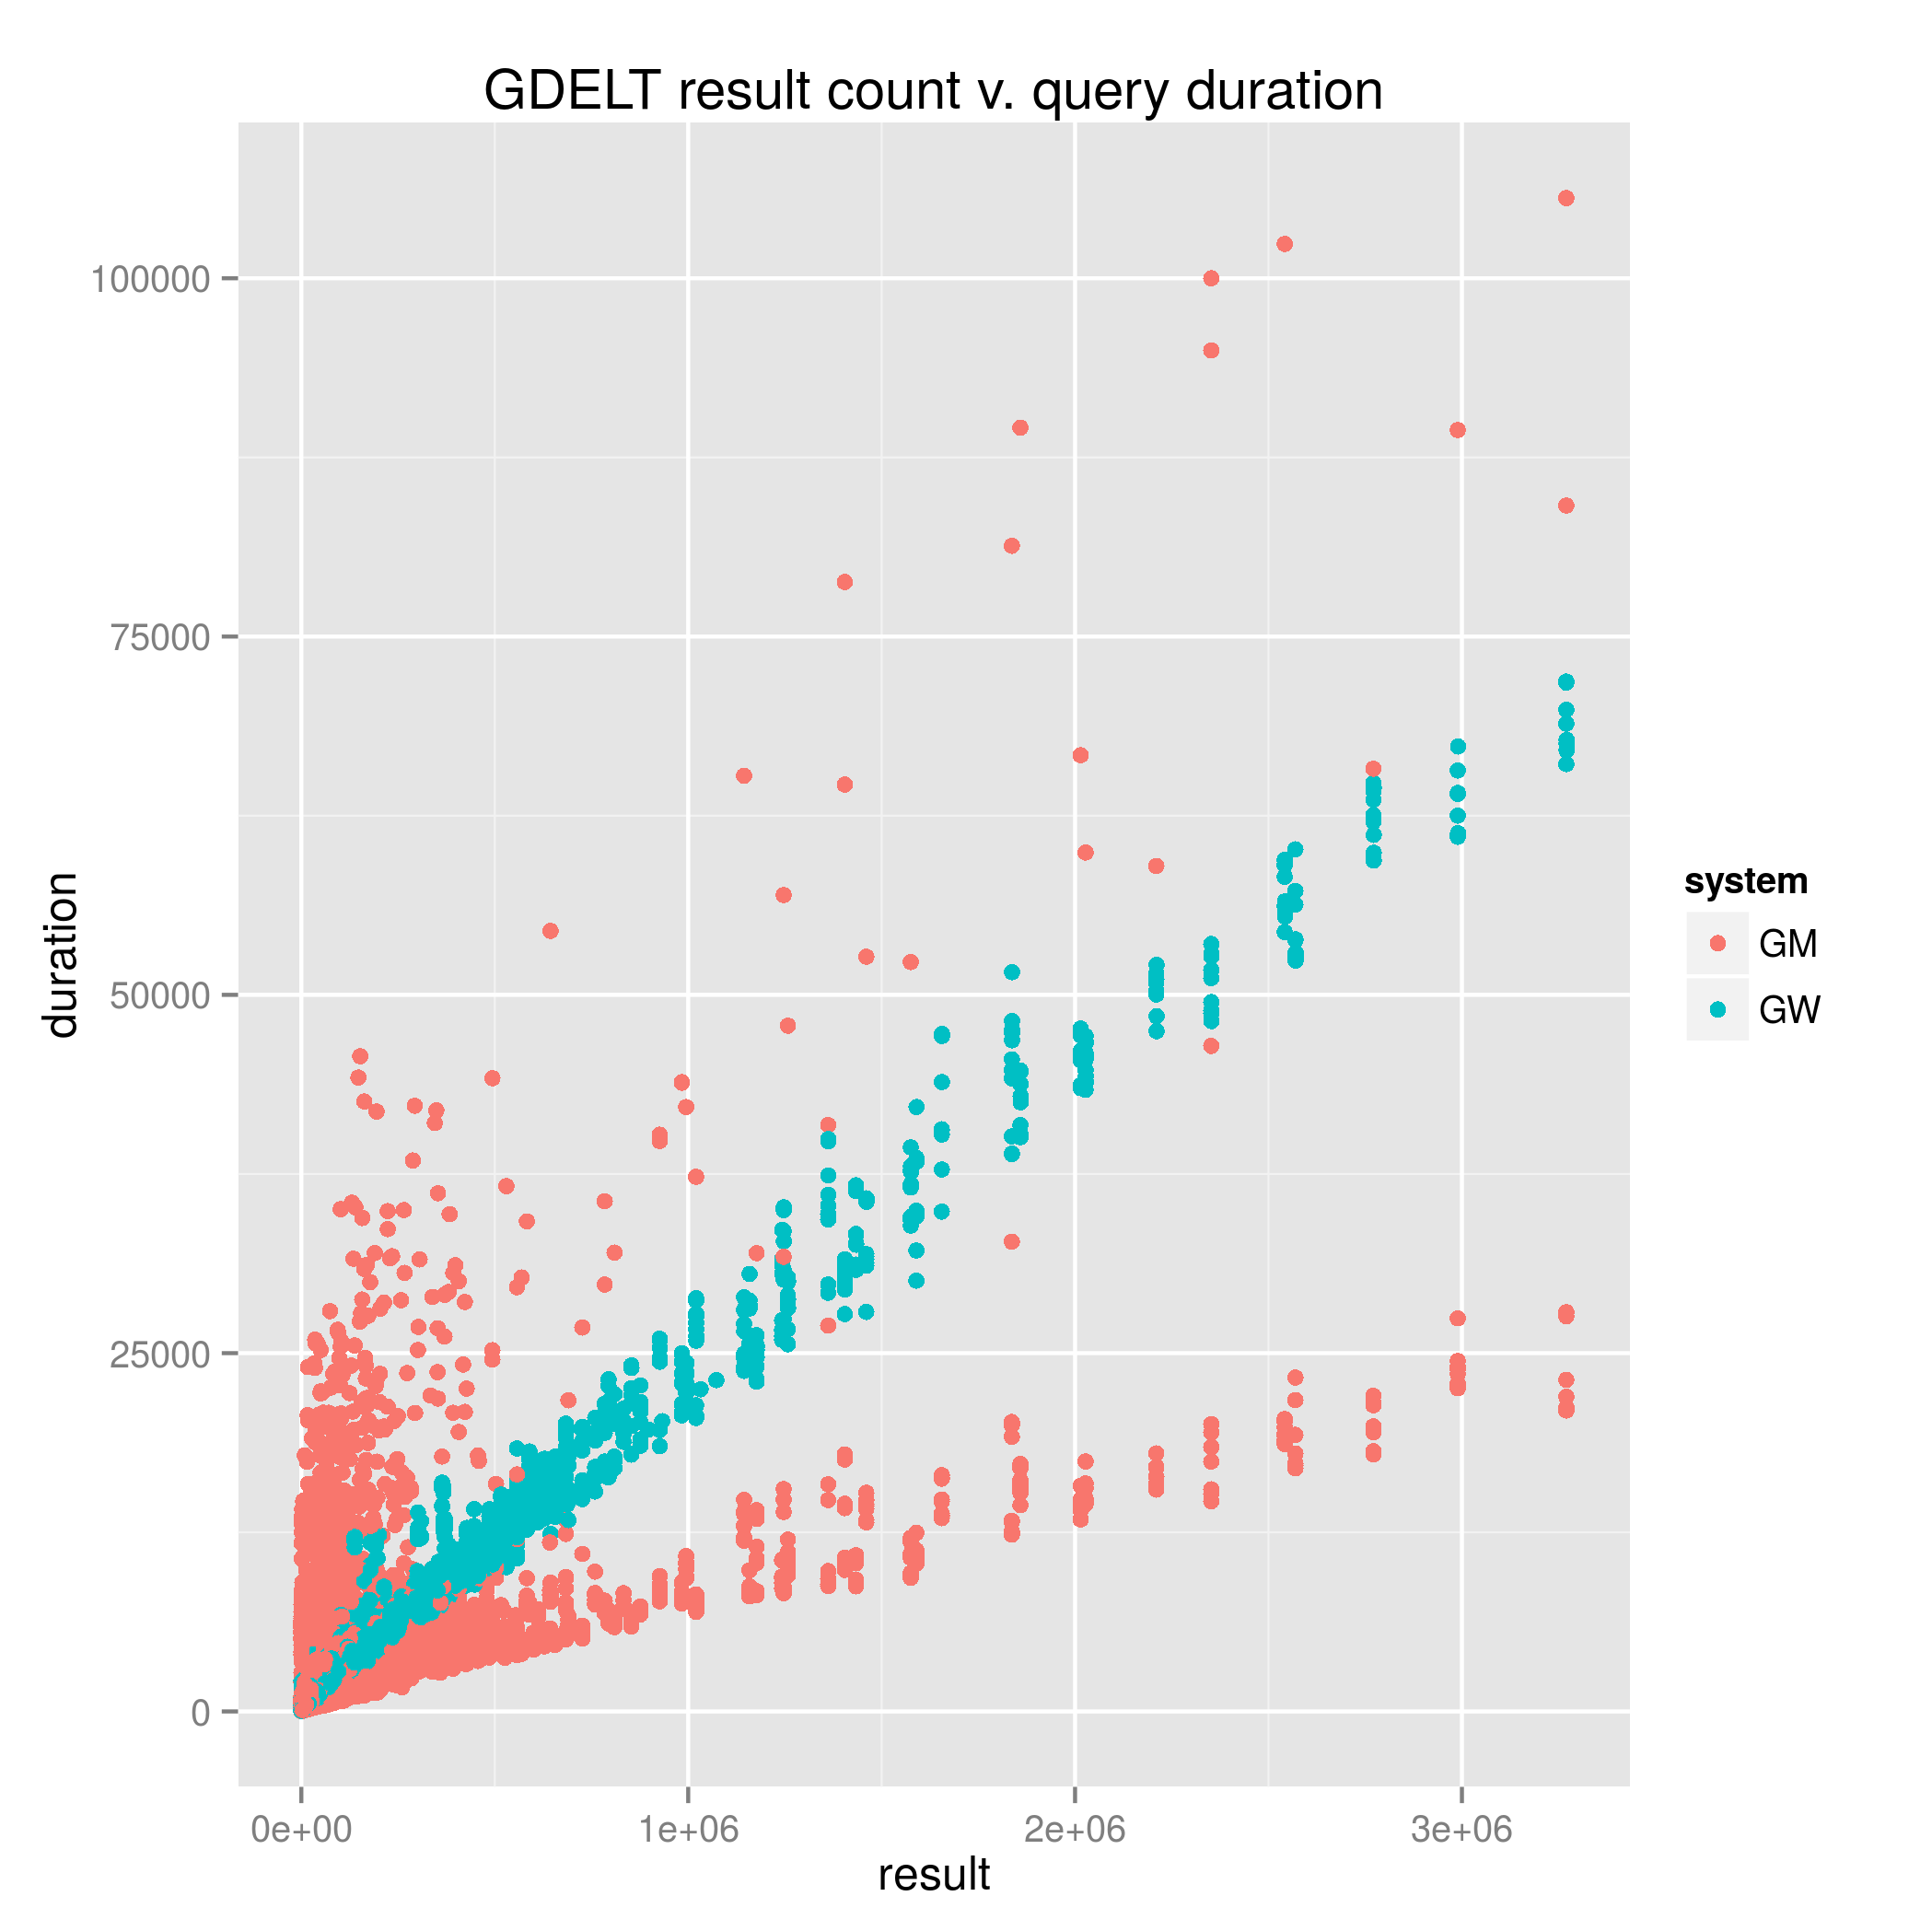 GDELT result count v. query duration
100000
75000
50000
25000
0
duration
0e+00
1e+06
2e+06
3e+06
result
system
GM
GW